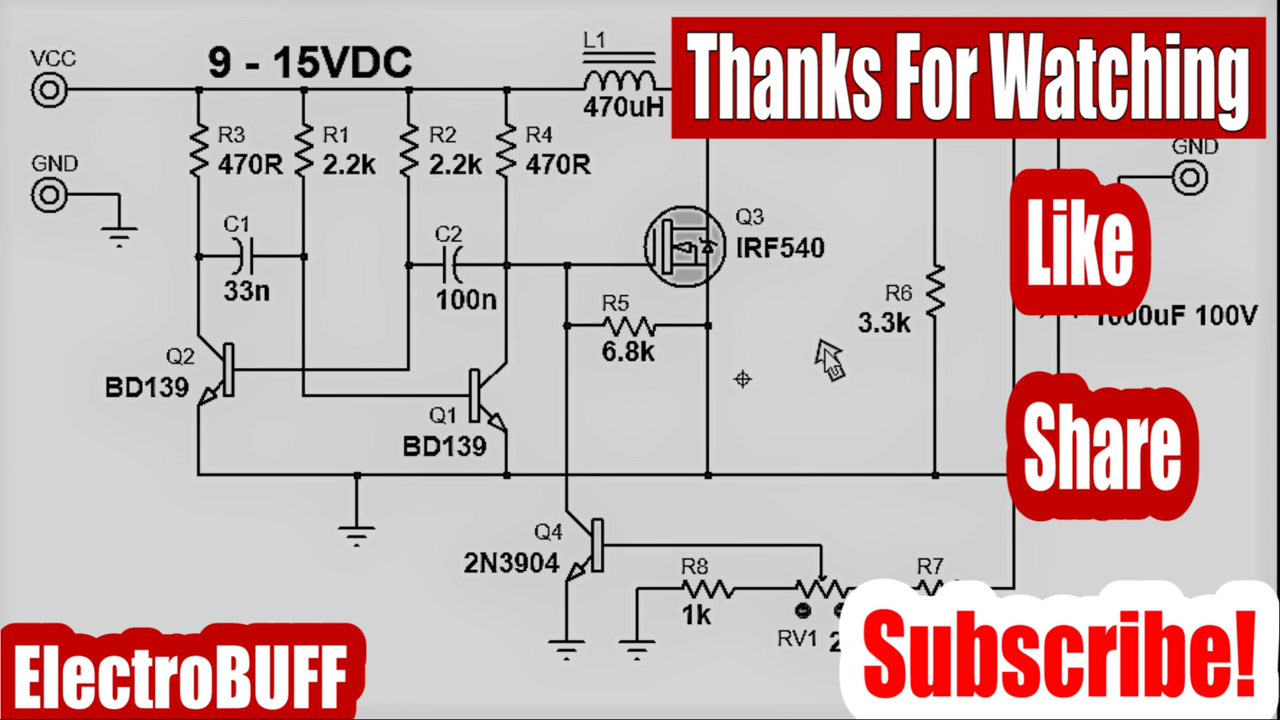 VCC
9 - 15VDC
L1
470uH
Thanks For Watching
R3
470R
R1
2.2k
R2
2.2k
R4
470R
GND
GND
C1
33n
C2
100n
Q3
IRF540
Like
R5
6.8k
R6
3.3k
1000uF 100V
Q2
BD139
Q1
BD139
Share
Q4
2N3904
R8
1k
R7
RV1
2
ElectroBUFF
Subscribe!